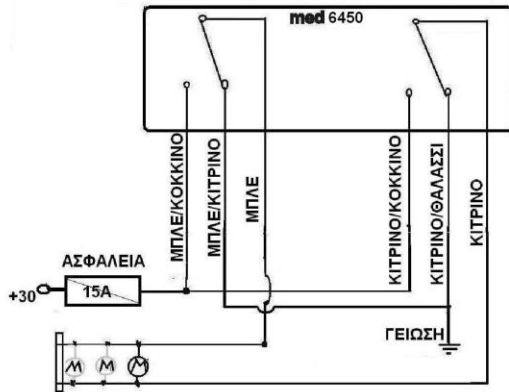 med 6450
ΜΠΛΕ/ΚΟΚΚΙΝΟ
ΜΠΛΕ/ΚΙΤΡΙΝΟ
ΜΠΛΕ
ΚΙΤΡΙΝΟ/ΚΟΚΚΙΝΟ
ΚΙΤΡΙΝΟ/ΘΑΛΑΣΣΙ
ΚΙΤΡΙΝΟ
ΑΣΦΑΛΕΙΑ
+30
15A
ΓΕΙΩΣΗ
M M M